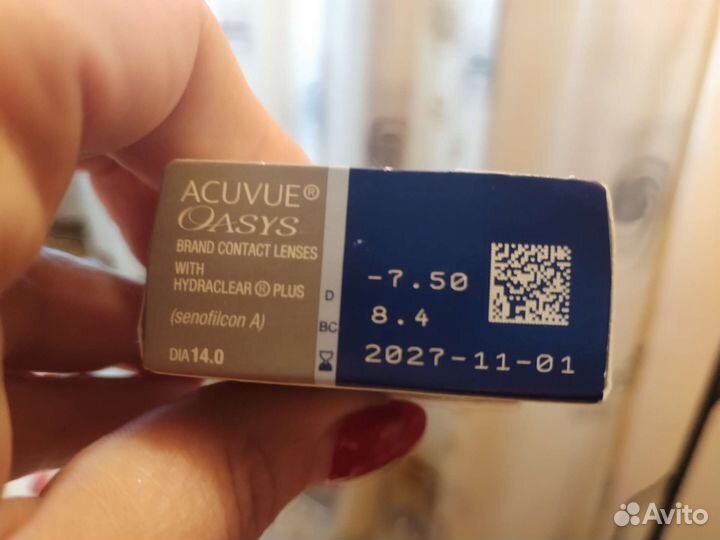 ACUVUE®
OASYS
BRAND CONTACT LENSES
WITH
HYDRACLEAR® PLUS
(senofilcon A)
DIA 14.0
D -7.50
BC 8.4
2027-11-01
Avito